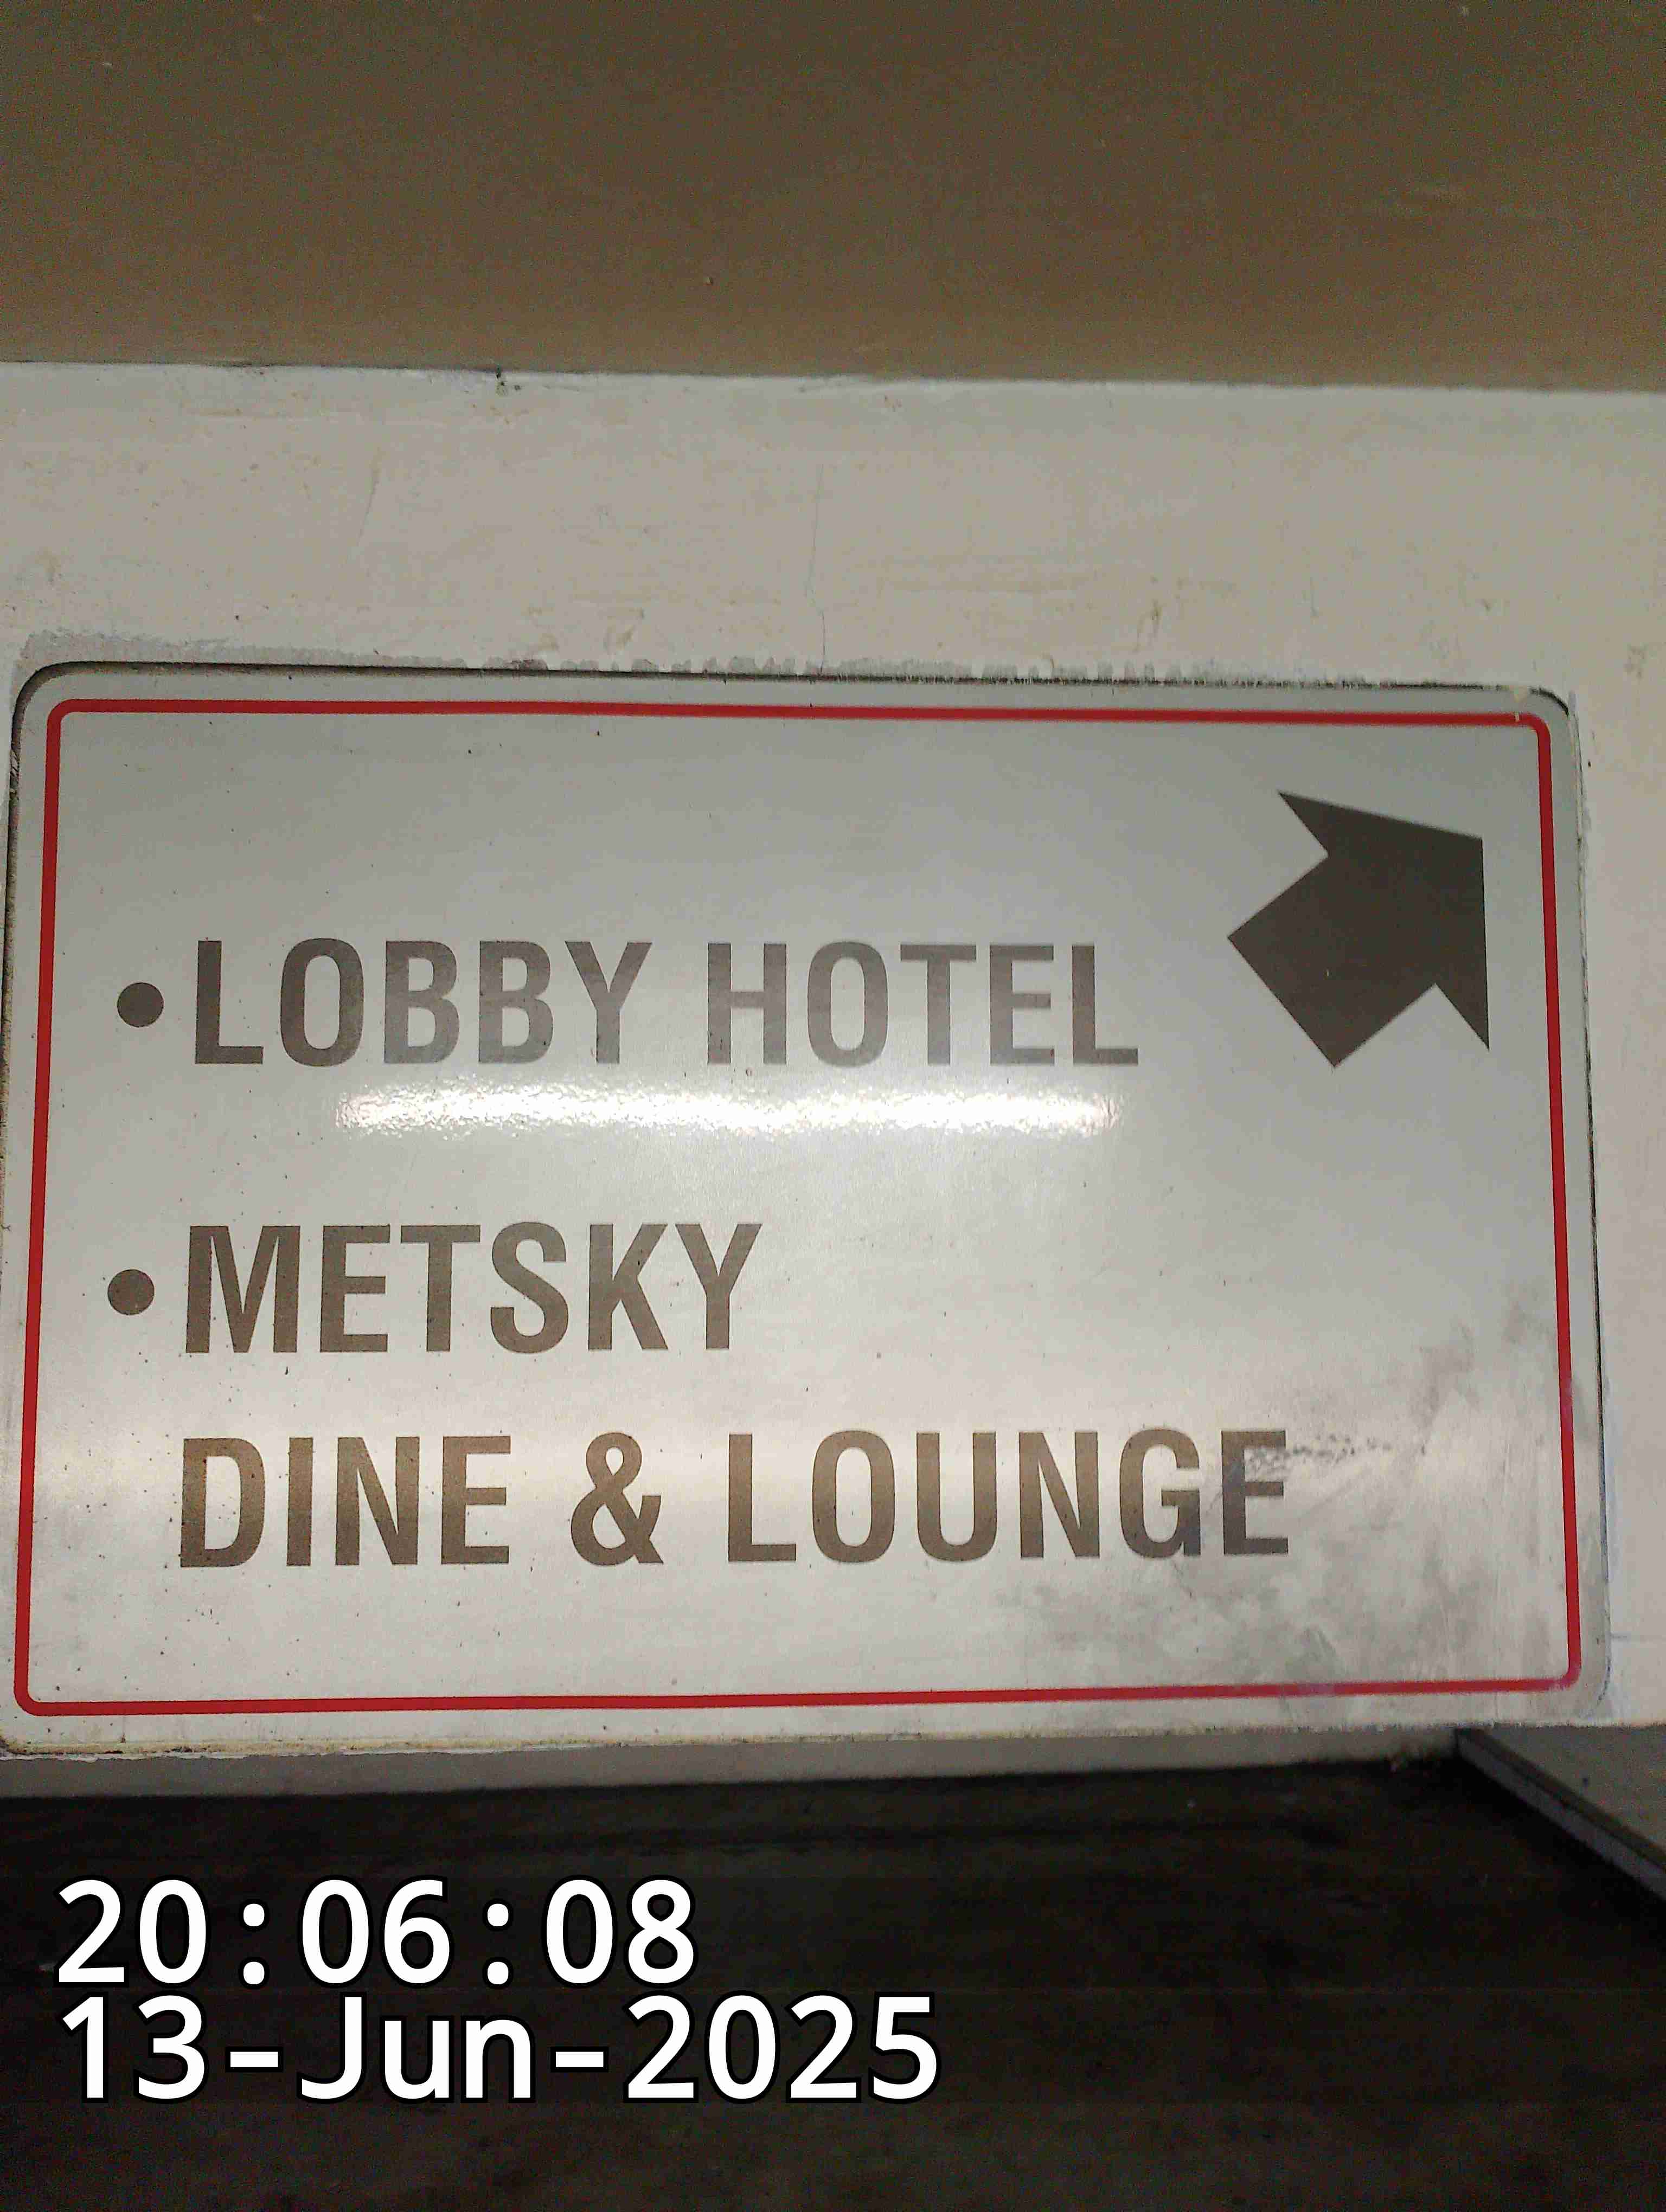 •LOBBY HOTEL
•METSKY
DINE & LOUNGE
20:06:08
13-Jun-2025